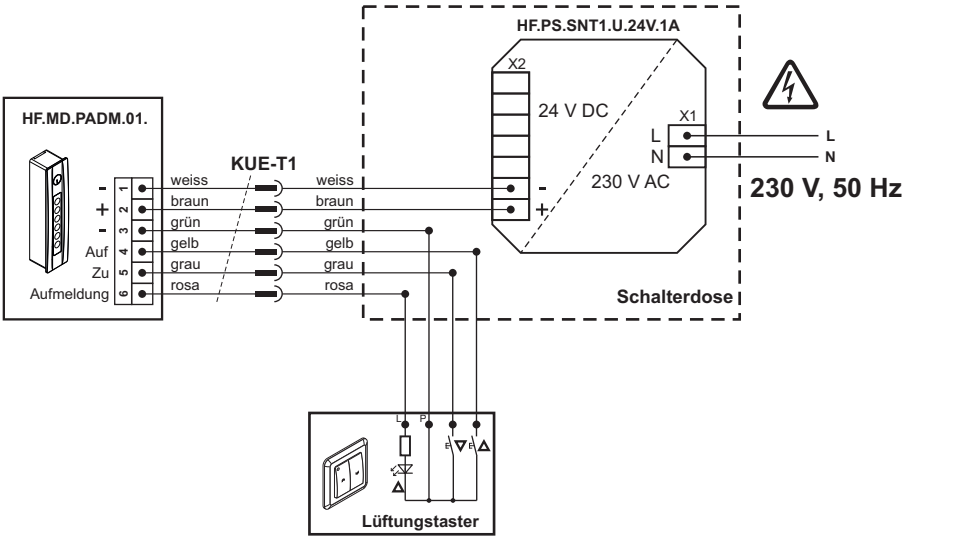 HF.PS.SNT1.U.24V.1A
X2
24 V DC
X1
L
L
N
N
230 V AC
230 V, 50 Hz
HF.MD.PADM.01.
KUE-T1
- 1 weiss weiss -
+ 2 braun braun +
- 3 grün grün
Auf 4 gelb gelb
Zu 5 grau grau
Aufmeldung 6 rosa rosa
Schalterdose
L P
Lüftungstaster